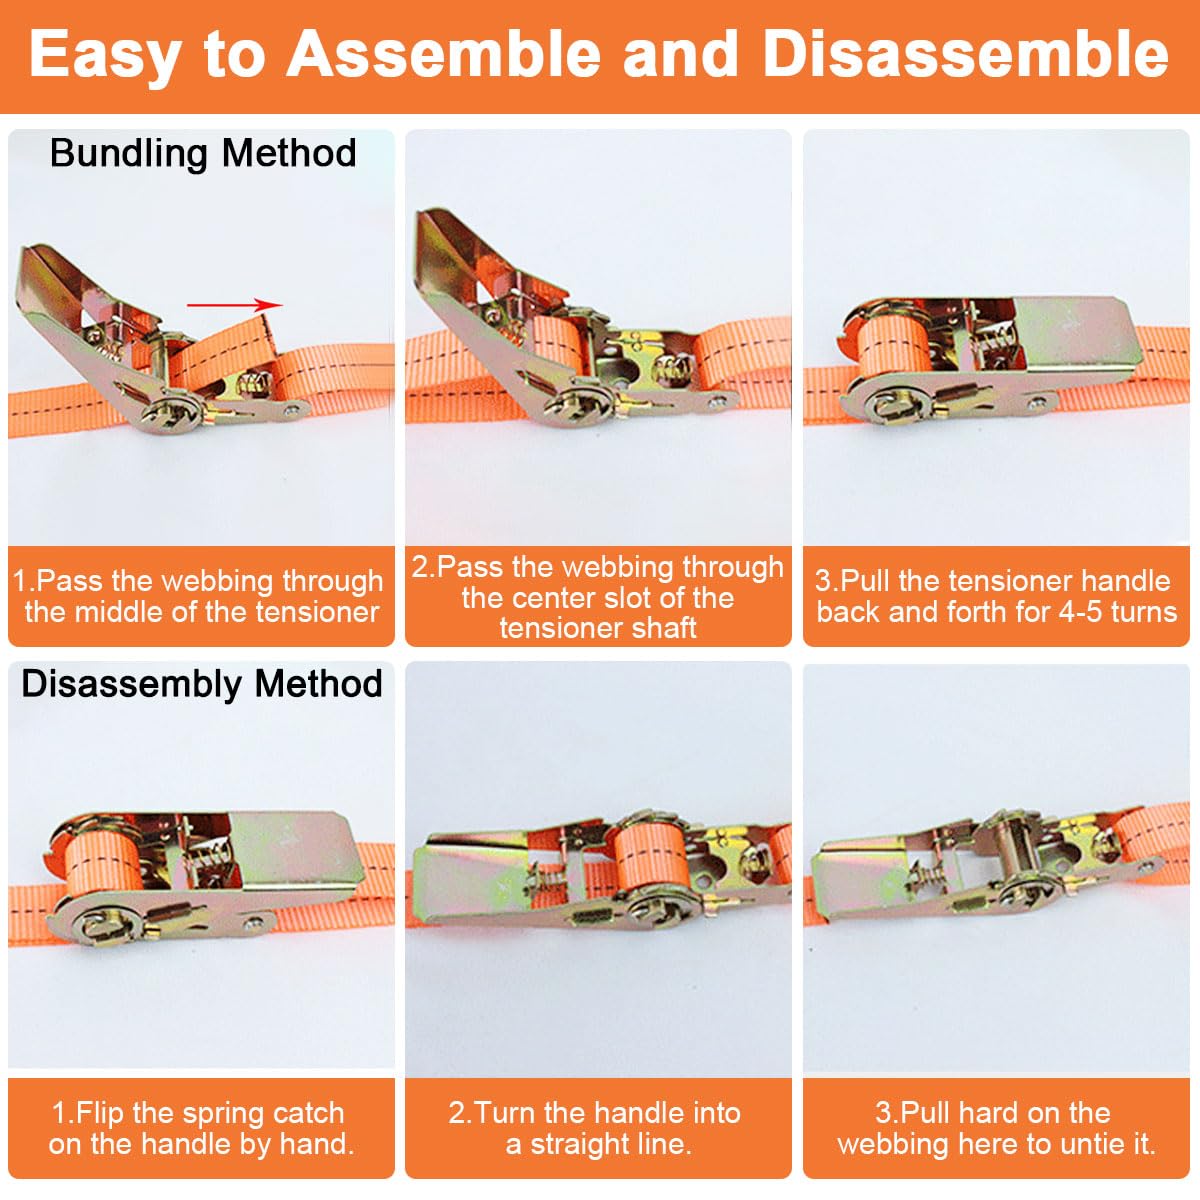 Easy to Assemble and Disassemble
Bundling Method
1.Pass the webbing through
the middle of the tensioner
2.Pass the webbing through
the center slot of the
tensioner shaft
3.Pull the tensioner handle
back and forth for 4-5 turns
Disassembly Method
1.Flip the spring catch
on the handle by hand.
2.Turn the handle into
a straight line.
3.Pull hard on the
webbing here to untie it.